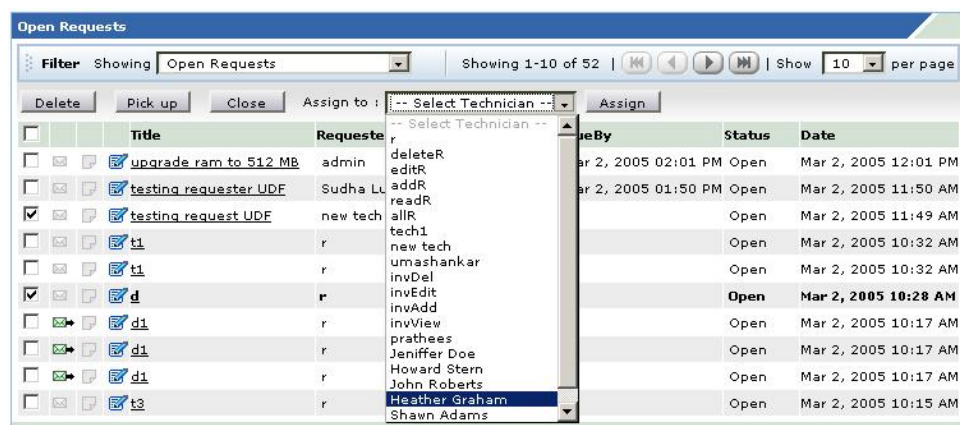 Open Requests
Filter Showing Open Requests Showing 1-10 of 52 | | Show 10 per page
Delete Pick up Close Assign to : -- Select Technician -- Assign
-- Select Technician --
r
deleteR
editR
addR
readR
allR
tech1
new tech
umashankar
invDel
invEdit
invAdd
invView
prathees
Jeniffer Doe
Howard Stern
John Roberts
Heather Graham
Shawn Adams
Title Requeste ueBy Status Date
upgrade ram to 512 MB admin ar 2, 2005 02:01 PM Open Mar 2, 2005 12:01 PM
testing requester UDF Sudha Lu ar 2, 2005 01:50 PM Open Mar 2, 2005 11:50 AM
testing request UDF new tech Open Mar 2, 2005 11:49 AM
t1 r Open Mar 2, 2005 10:32 AM
t1 r Open Mar 2, 2005 10:32 AM
d r Open Mar 2, 2005 10:28 AM
d1 r Open Mar 2, 2005 10:17 AM
d1 r Open Mar 2, 2005 10:17 AM
d1 r Open Mar 2, 2005 10:17 AM
t3 r Open Mar 2, 2005 10:15 AM